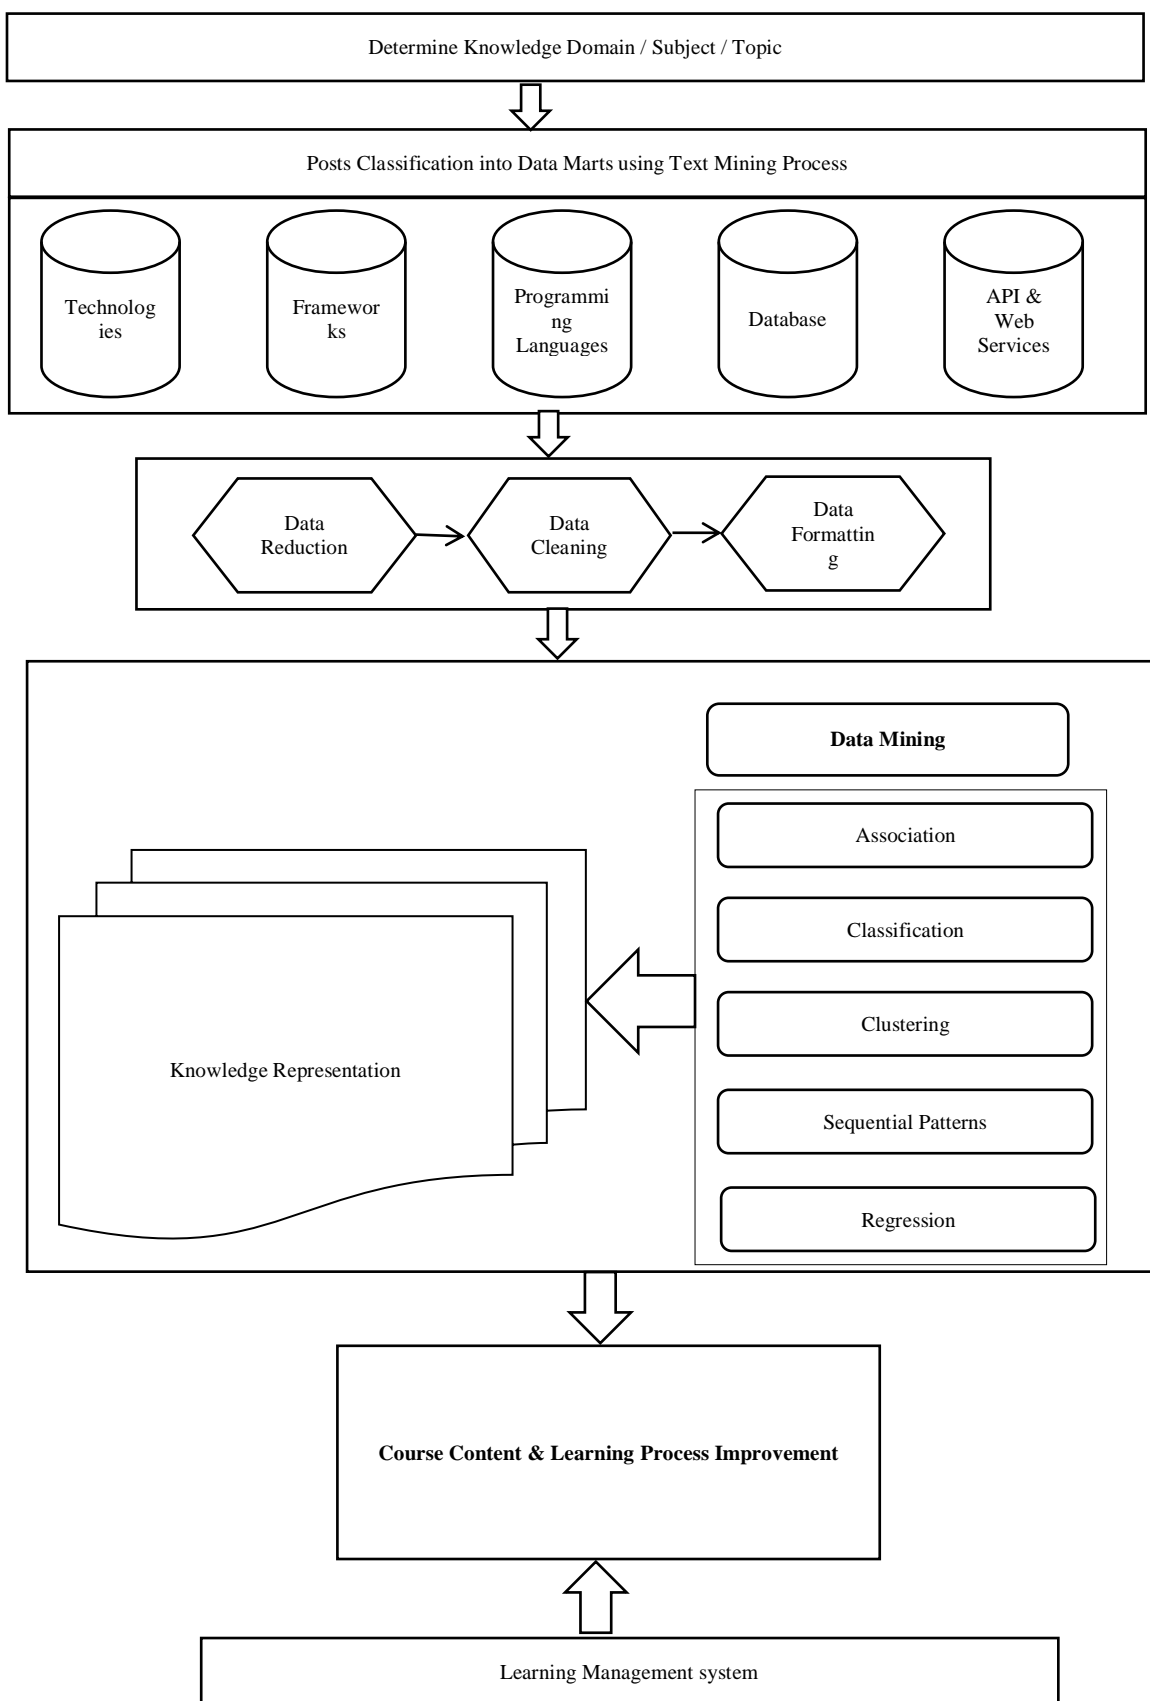 Determine Knowledge Domain / Subject / Topic
Posts Classification into Data Marts using Text Mining Process
Technolog
ies
Framewor
ks
Programmi
ng
Languages
Database
API &
Web
Services
Data
Reduction
Data
Cleaning
Data
Formattin
g
Data Mining
Association
Classification
Clustering
Sequential Patterns
Regression
Knowledge Representation
Course Content & Learning Process Improvement
Learning Management system